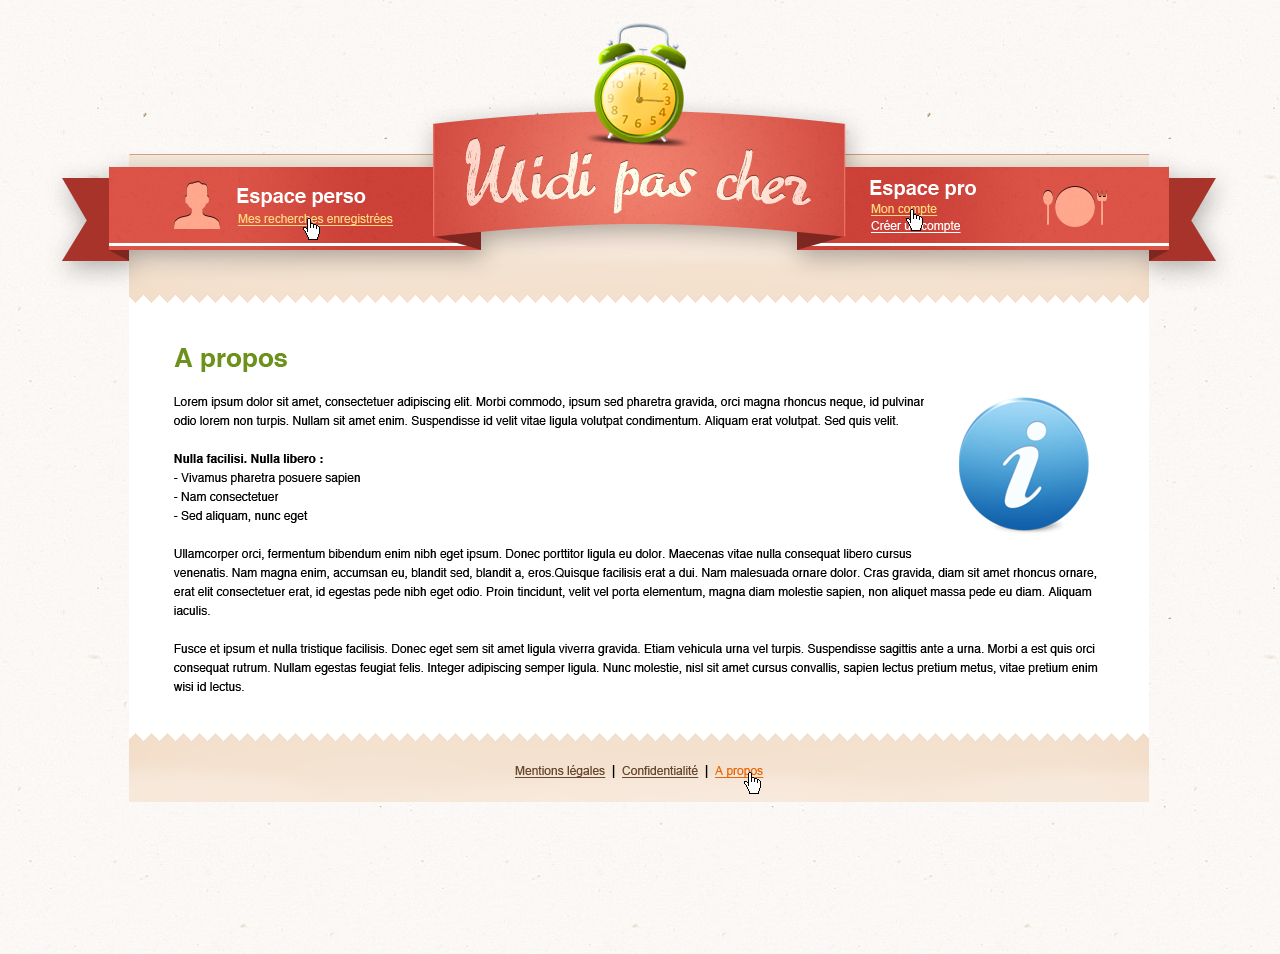 Midi pas cher
Espace perso
Mes recherches enregistrées
Espace pro
Mon compte
Créer un compte
A propos
Lorem ipsum dolor sit amet, consectetuer adipiscing elit. Morbi commodo, ipsum sed pharetra gravida, orci magna rhoncus neque, id pulvinar
odio lorem non turpis. Nullam sit amet enim. Suspendisse id velit vitae ligula volutpat condimentum. Aliquam erat volutpat. Sed quis velit.
Nulla facilisi. Nulla libero :
- Vivamus pharetra posuere sapien
- Nam consectetuer
- Sed aliquam, nunc eget
Ullamcorper orci, fermentum bibendum enim nibh eget ipsum. Donec porttitor ligula eu dolor. Maecenas vitae nulla consequat libero cursus
venenatis. Nam magna enim, accumsan eu, blandit sed, blandit a, eros.Quisque facilisis erat a dui. Nam malesuada ornare dolor. Cras gravida, diam sit amet rhoncus ornare,
erat elit consectetuer erat, id egestas pede nibh eget odio. Proin tincidunt, velit vel porta elementum, magna diam molestie sapien, non aliquet massa pede eu diam. Aliquam
iaculis.
Fusce et ipsum et nulla tristique facilisis. Donec eget sem sit amet ligula viverra gravida. Etiam vehicula urna vel turpis. Suspendisse sagittis ante a urna. Morbi a est quis orci
consequat rutrum. Nullam egestas feugiat felis. Integer adipiscing semper ligula. Nunc molestie, nisl sit amet cursus convallis, sapien lectus pretium metus, vitae pretium enim
wisi id lectus.
Mentions légales | Confidentialité | A propos